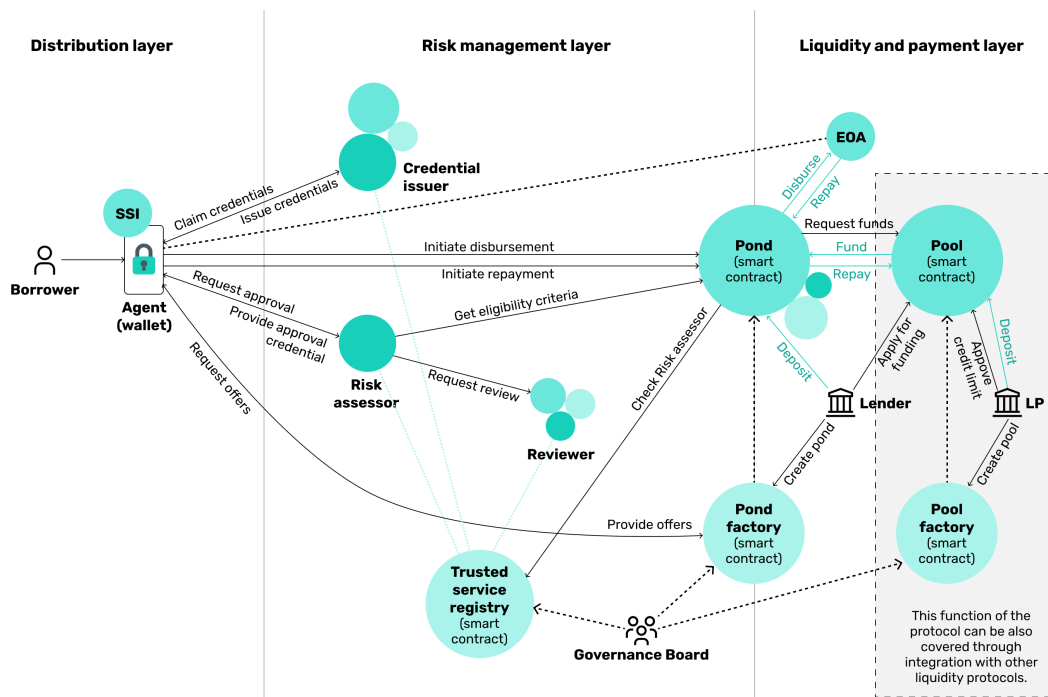 Distribution layer
Risk management layer
Liquidity and payment layer
EOA
Credential
issuer
Claim credentials
Issue credentials
Disburse
Repay
SSI
Borrower
Agent
(wallet)
Initiate disbursement
Initiate repayment
Pond
(smart
contract)
Request funds
Fund
Repay
Pool
(smart
contract)
Request approval
Provide approval
credential
Get eligibility criteria
Request offers
Risk
assessor
Request review
Reviewer
Check Risk assessor
Deposit
Apply for
funding
Appove
credit limit
Deposit
Lender
LP
Create pond
Create pool
Provide offers
Pond
factory
(smart
contract)
Pool
factory
(smart
contract)
Trusted
service
registry
(smart
contract)
Governance Board
This function of the
protocol can be also
covered through
integration with other
liquidity protocols.